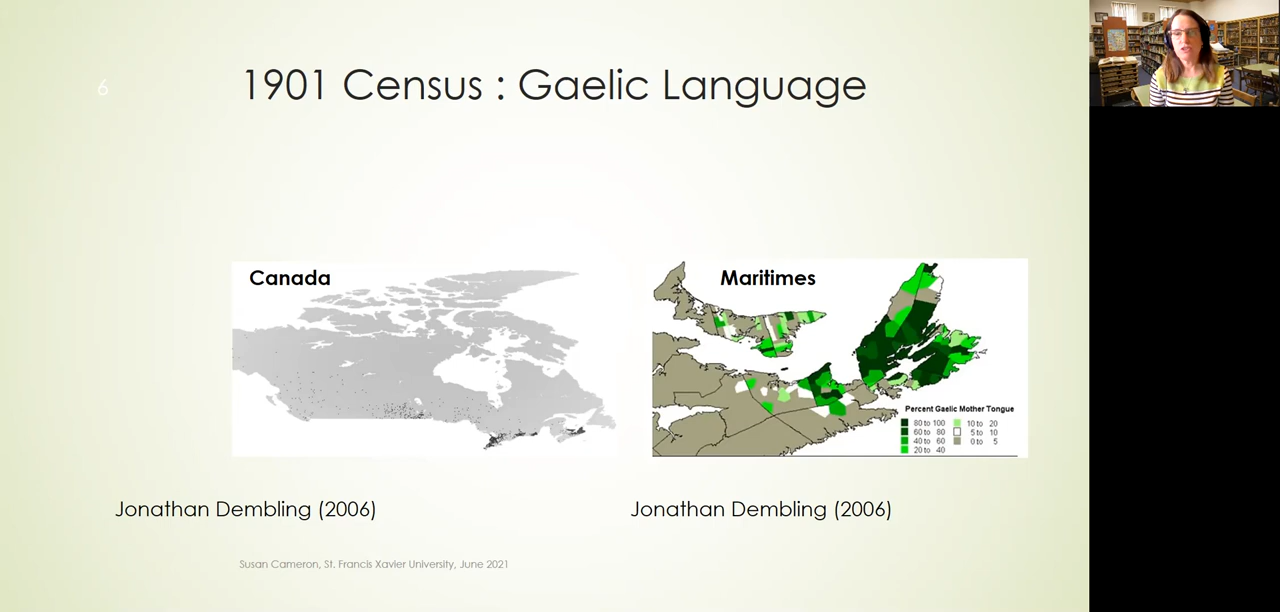 6
1901 Census : Gaelic Language
Canada
Maritimes
Percent Gaelic Mother Tongue
80 to 100
60 to 80
40 to 60
20 to 40
10 to 20
5 to 10
0 to 5
Jonathan Dembling (2006)
Jonathan Dembling (2006)
Susan Cameron, St. Francis Xavier University, June 2021